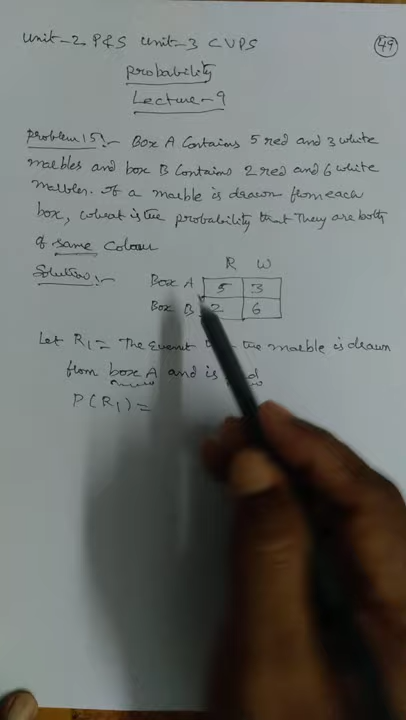 Unit-2 P&S Unit-3 CVPS
49
Probability
Lecture-9
Problem 15:- Box A Contains 5 red and 3 white
marbles and box B Contains 2 red and 6 white
marbles. If a marble is drawn from each
box, what is the probability that they are both
of same Colour
Solution:-
R W
Box A 5 3
Box B 2 6
Let R1 = The Event the marble is drawn
from box A and is
P(R1) =